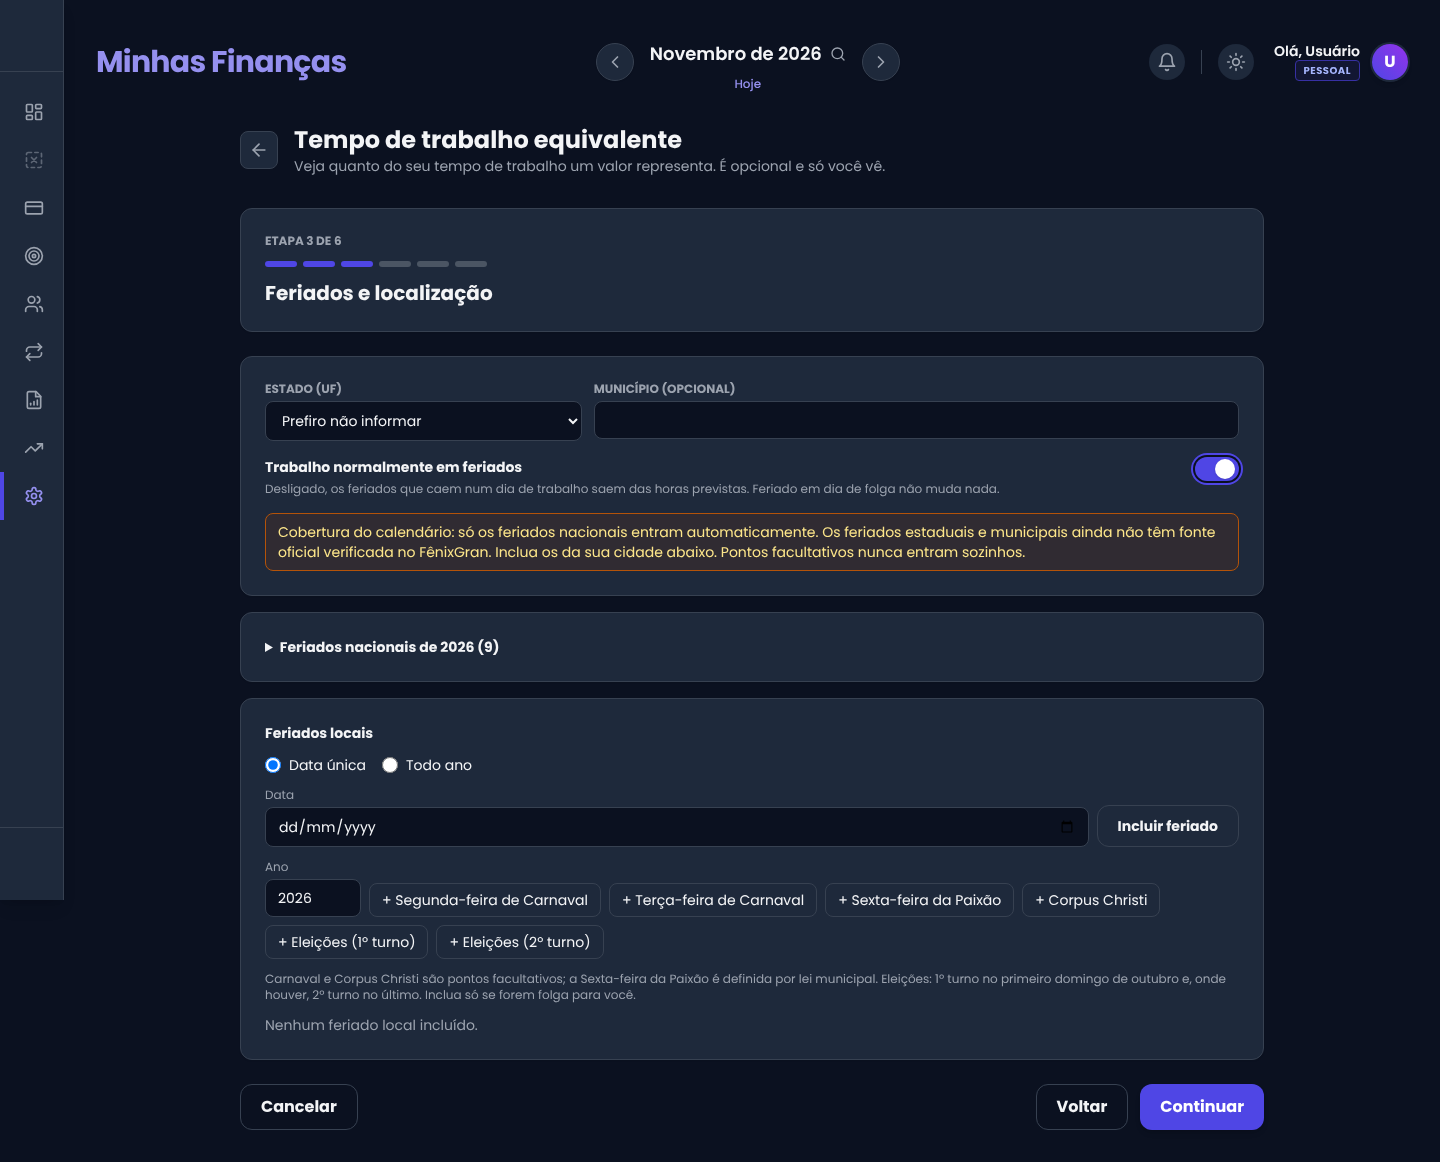 Minhas Finanças
Novembro de 2026
Hoje
Olá, Usuário
PESSOAL
U
Tempo de trabalho equivalente
Veja quanto do seu tempo de trabalho um valor representa. É opcional e só você vê.
ETAPA 3 DE 6
Feriados e localização
ESTADO (UF)
MUNICÍPIO (OPCIONAL)
Prefiro não informar
Trabalho normalmente em feriados
Desligado, os feriados que caem num dia de trabalho saem das horas previstas. Feriado em dia de folga não muda nada.
Cobertura do calendário: só os feriados nacionais entram automaticamente. Os feriados estaduais e municipais ainda não têm fonte
oficial verificada no FênixGran. Inclua os da sua cidade abaixo. Pontos facultativos nunca entram sozinhos.
Feriados nacionais de 2026 (9)
Feriados locais
Data única
Todo ano
Data
dd/mm/yyyy
Incluir feriado
Ano
2026
+ Segunda-feira de Carnaval
+ Terça-feira de Carnaval
+ Sexta-feira da Paixão
+ Corpus Christi
+ Eleições (1º turno)
+ Eleições (2º turno)
Carnaval e Corpus Christi são pontos facultativos; a Sexta-feira da Paixão é definida por lei municipal. Eleições: 1º turno no primeiro domingo de outubro e, onde
houver, 2º turno no último. Inclua só se forem folga para você.
Nenhum feriado local incluído.
Cancelar
Voltar
Continuar